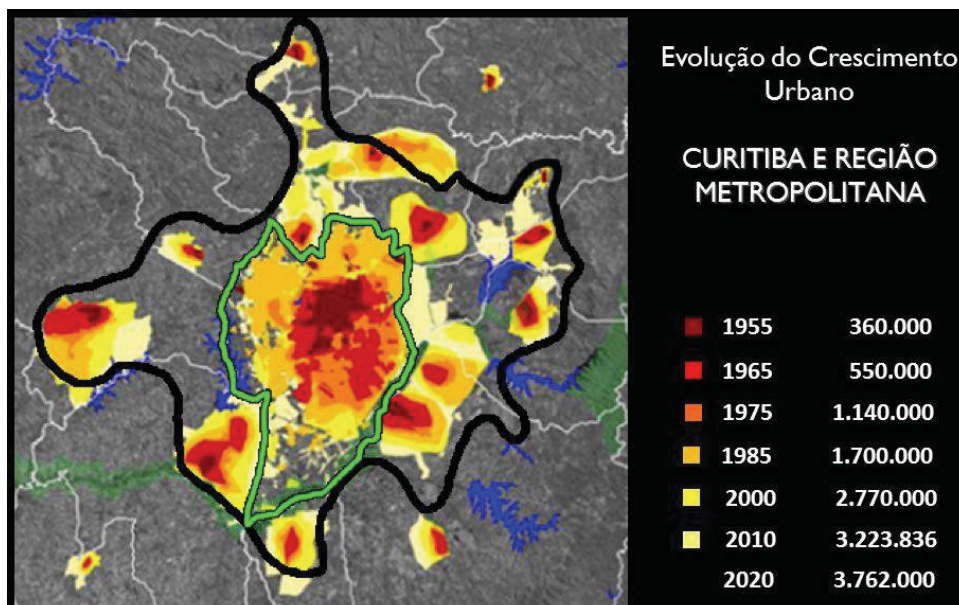 Evolução do Crescimento
Urbano
CURITIBA E REGIÃO
METROPOLITANA
1955 360.000
1965 550.000
1975 1.140.000
1985 1.700.000
2000 2.770.000
2010 3.223.836
2020 3.762.000